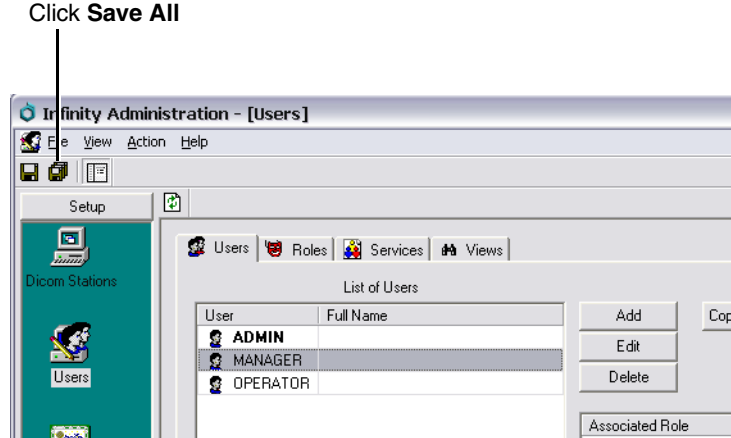 Click Save All
Infinity Administration - [Users]
File View Action Help
Setup
Users Roles Services Views
Dicom Stations
List of Users
User Full Name
Add
Cop
ADMIN
Edit
MANAGER
Users
OPERATOR
Delete
Associated Role